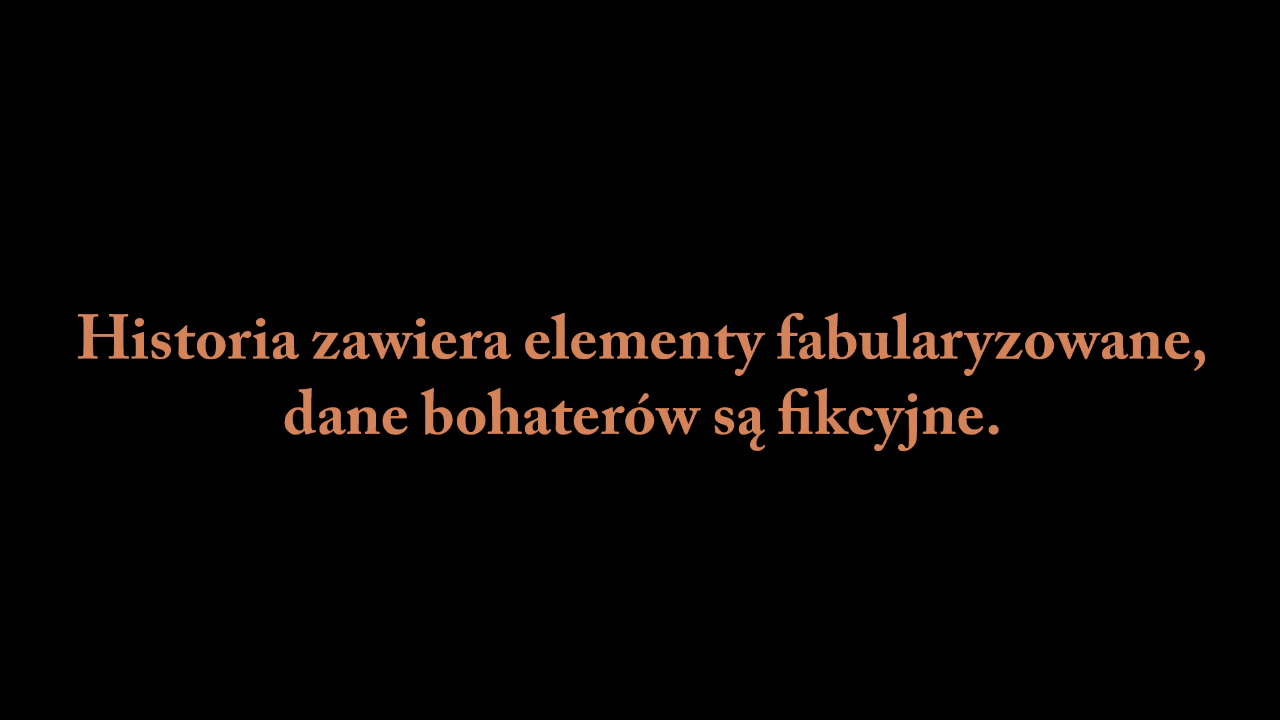 Historia zawiera elementy fabularyzowane,
dane bohaterów są fikcyjne.